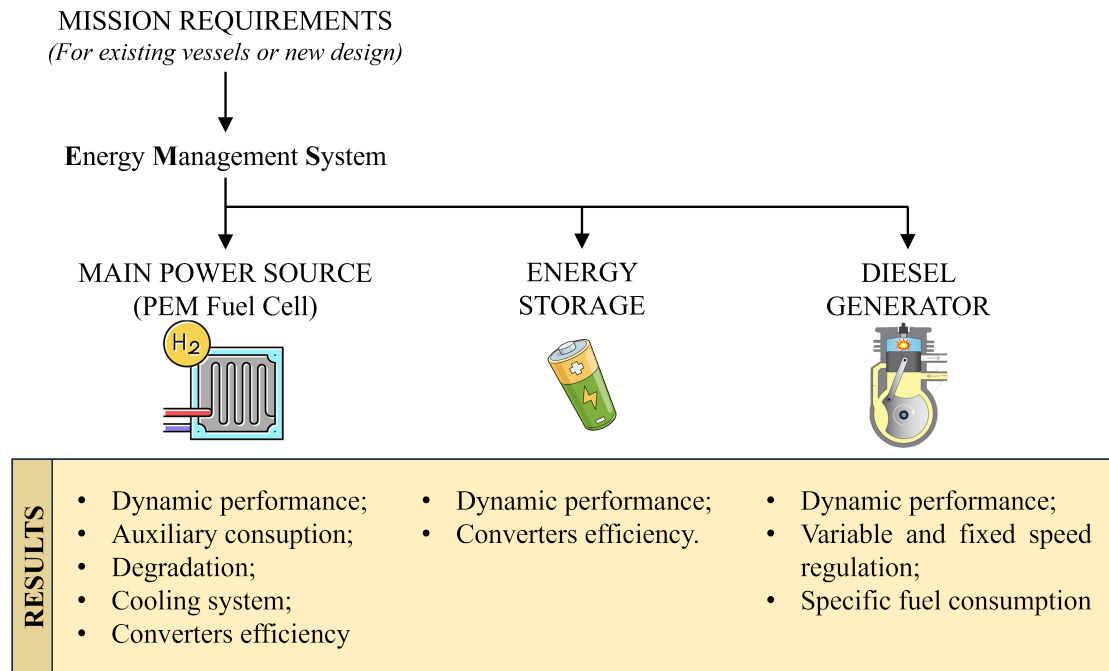 MISSION REQUIREMENTS
(For existing vessels or new design)
Energy Management System
MAIN POWER SOURCE
(PEM Fuel Cell)
H2
ENERGY
STORAGE
DIESEL
GENERATOR
RESULTS
• Dynamic performance;
• Auxiliary consuption;
• Degradation;
• Cooling system;
• Converters efficiency
• Dynamic performance;
• Converters efficiency.
• Dynamic performance;
• Variable and fixed speed
regulation;
• Specific fuel consumption